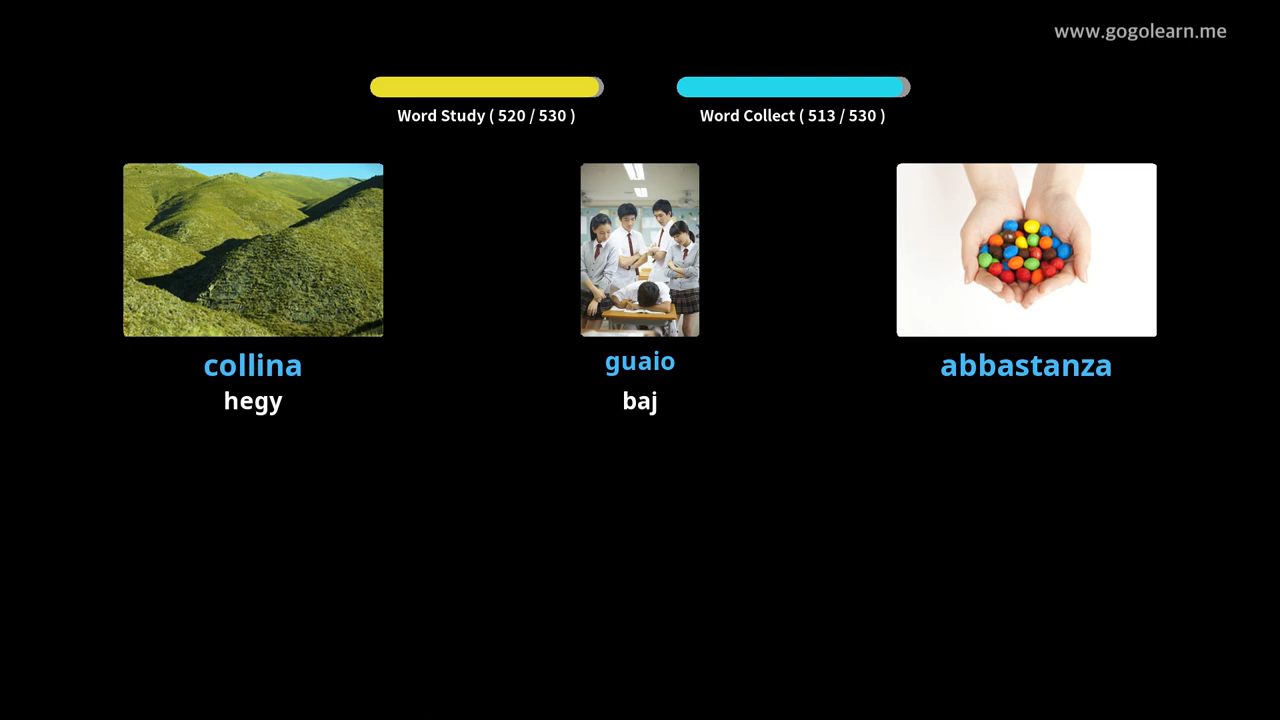 www.gogolearn.me
Word Study ( 520 / 530 )
Word Collect ( 513 / 530 )
collina
guaio
abbastanza
hegy
baj